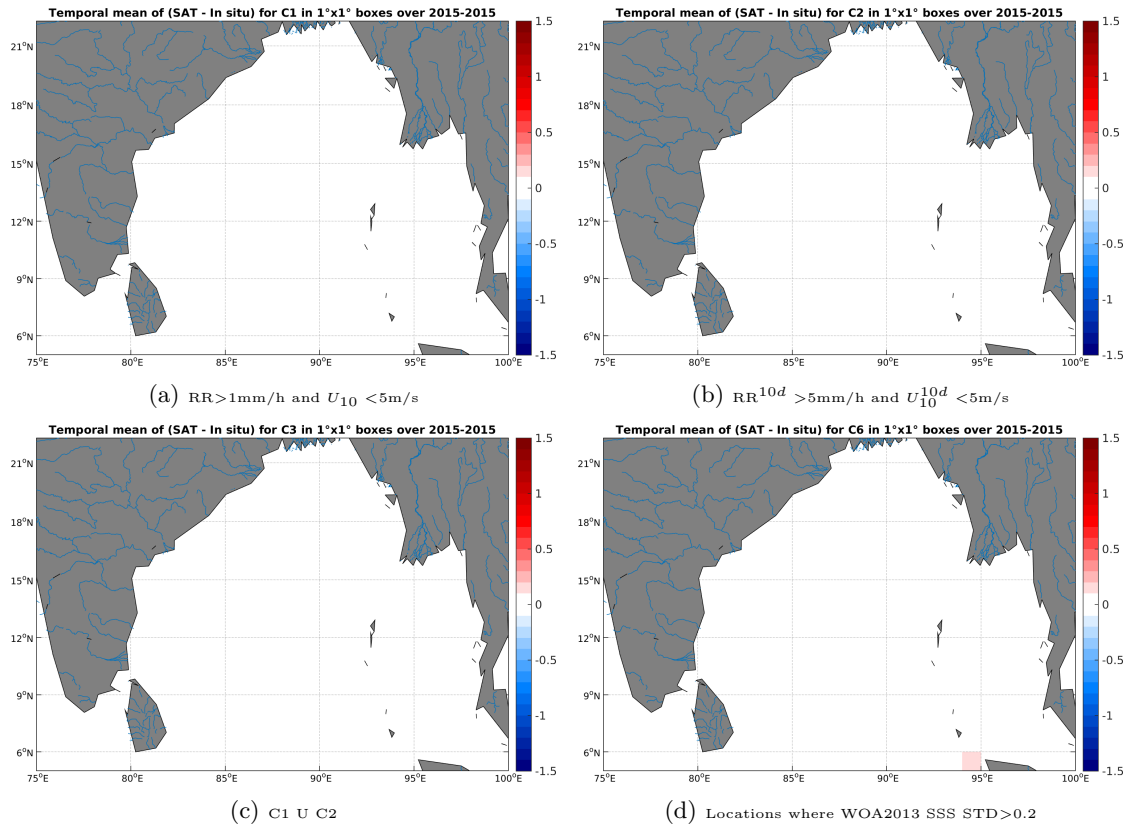 Temporal mean of (SAT - In situ) for C1 in 1°x1° boxes over 2015-2015
21°N
18°N
15°N
12°N
9°N
6°N
75°E 80°E 85°E 90°E 95°E 100°E
1.5
1
0.5
0
-0.5
-1
-1.5
(a) RR>1mm/h and U10 <5m/s
Temporal mean of (SAT - In situ) for C2 in 1°x1° boxes over 2015-2015
21°N
18°N
15°N
12°N
9°N
6°N
75°E 80°E 85°E 90°E 95°E 100°E
1.5
1
0.5
0
-0.5
-1
-1.5
(b) RR^10d >5mm/h and U10^10d <5m/s
Temporal mean of (SAT - In situ) for C3 in 1°x1° boxes over 2015-2015
21°N
18°N
15°N
12°N
9°N
6°N
75°E 80°E 85°E 90°E 95°E 100°E
1.5
1
0.5
0
-0.5
-1
-1.5
(c) C1 U C2
Temporal mean of (SAT - In situ) for C6 in 1°x1° boxes over 2015-2015
21°N
18°N
15°N
12°N
9°N
6°N
75°E 80°E 85°E 90°E 95°E 100°E
1.5
1
0.5
0
-0.5
-1
-1.5
(d) Locations where WOA2013 SSS STD>0.2